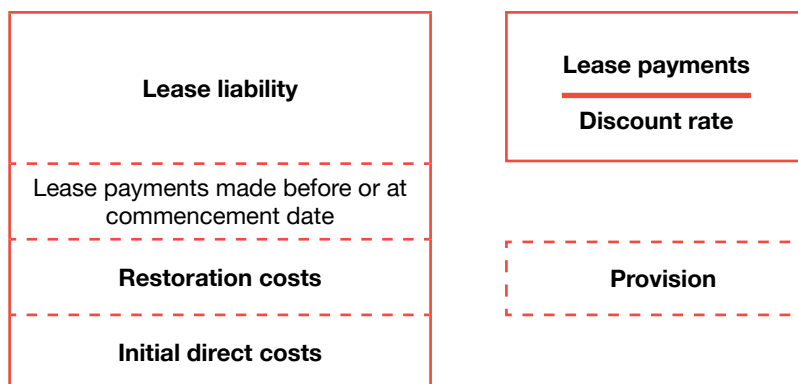 Lease liability
Lease payments made before or at
commencement date
Restoration costs
Initial direct costs
Lease payments
Discount rate
Provision